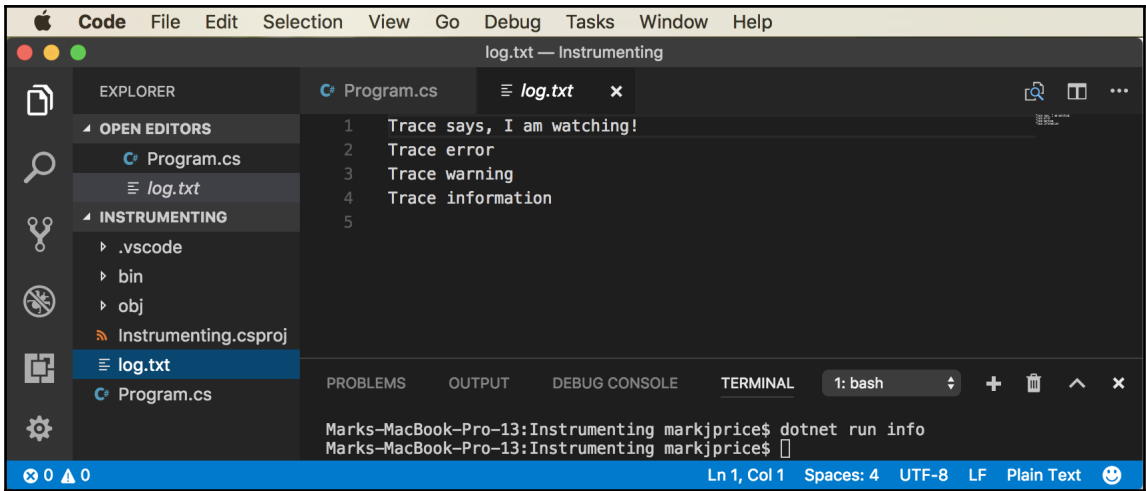 Code File Edit Selection View Go Debug Tasks Window Help
log.txt — Instrumenting
EXPLORER
OPEN EDITORS
C# Program.cs
log.txt
INSTRUMENTING
.vscode
bin
obj
Instrumenting.csproj
log.txt
C# Program.cs
C# Program.cs log.txt
1 Trace says, I am watching!
2 Trace error
3 Trace warning
4 Trace information
5
PROBLEMS OUTPUT DEBUG CONSOLE TERMINAL 1: bash
Marks-MacBook-Pro-13:Instrumenting markjprice$ dotnet run info
Marks-MacBook-Pro-13:Instrumenting markjprice$
0 0 Ln 1, Col 1 Spaces: 4 UTF-8 LF Plain Text